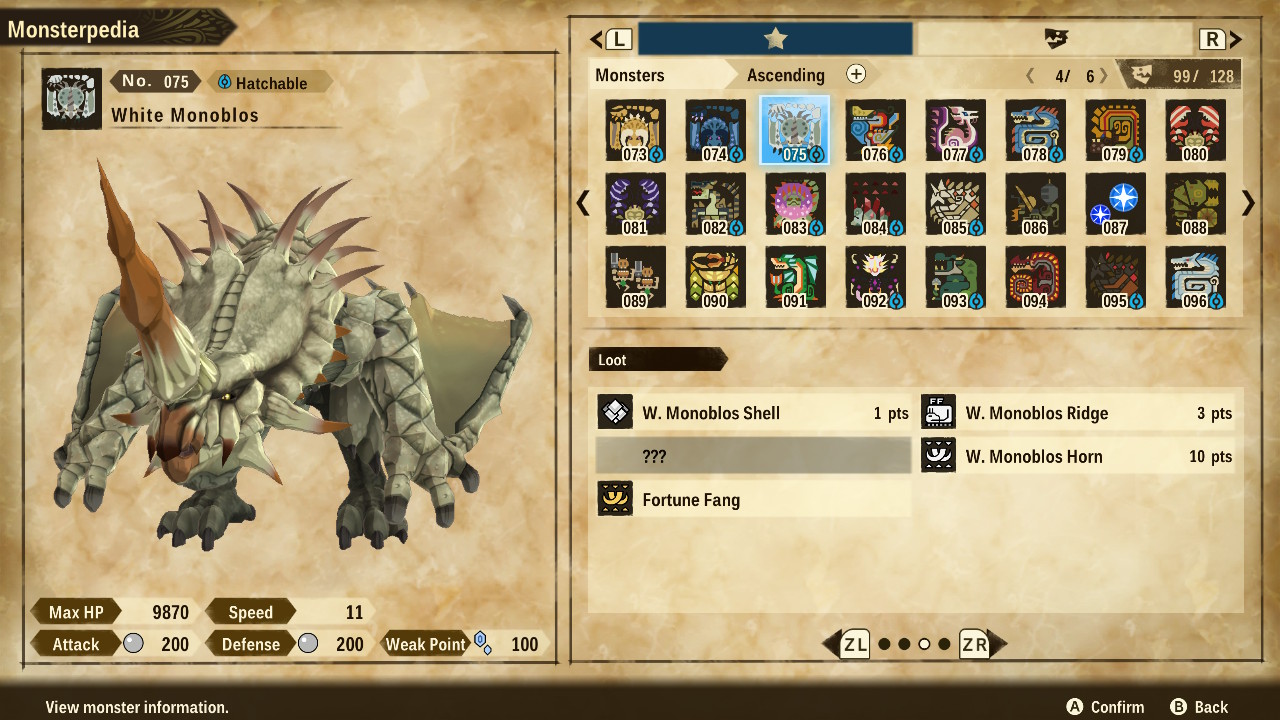 Monsterpedia
No. 075
Hatchable
White Monoblos
Max HP 9870
Speed 11
Attack 200
Defense 200
Weak Point 100
L
R
Monsters
Ascending
4/ 6
99/ 128
073 074 075 076 077 078 079 080
081 082 083 084 085 086 087 088
089 090 091 092 093 094 095 096
Loot
W. Monoblos Shell 1 pts
FF
W. Monoblos Ridge 3 pts
???
W. Monoblos Horn 10 pts
Fortune Fang
ZL
ZR
View monster information.
A Confirm
B Back